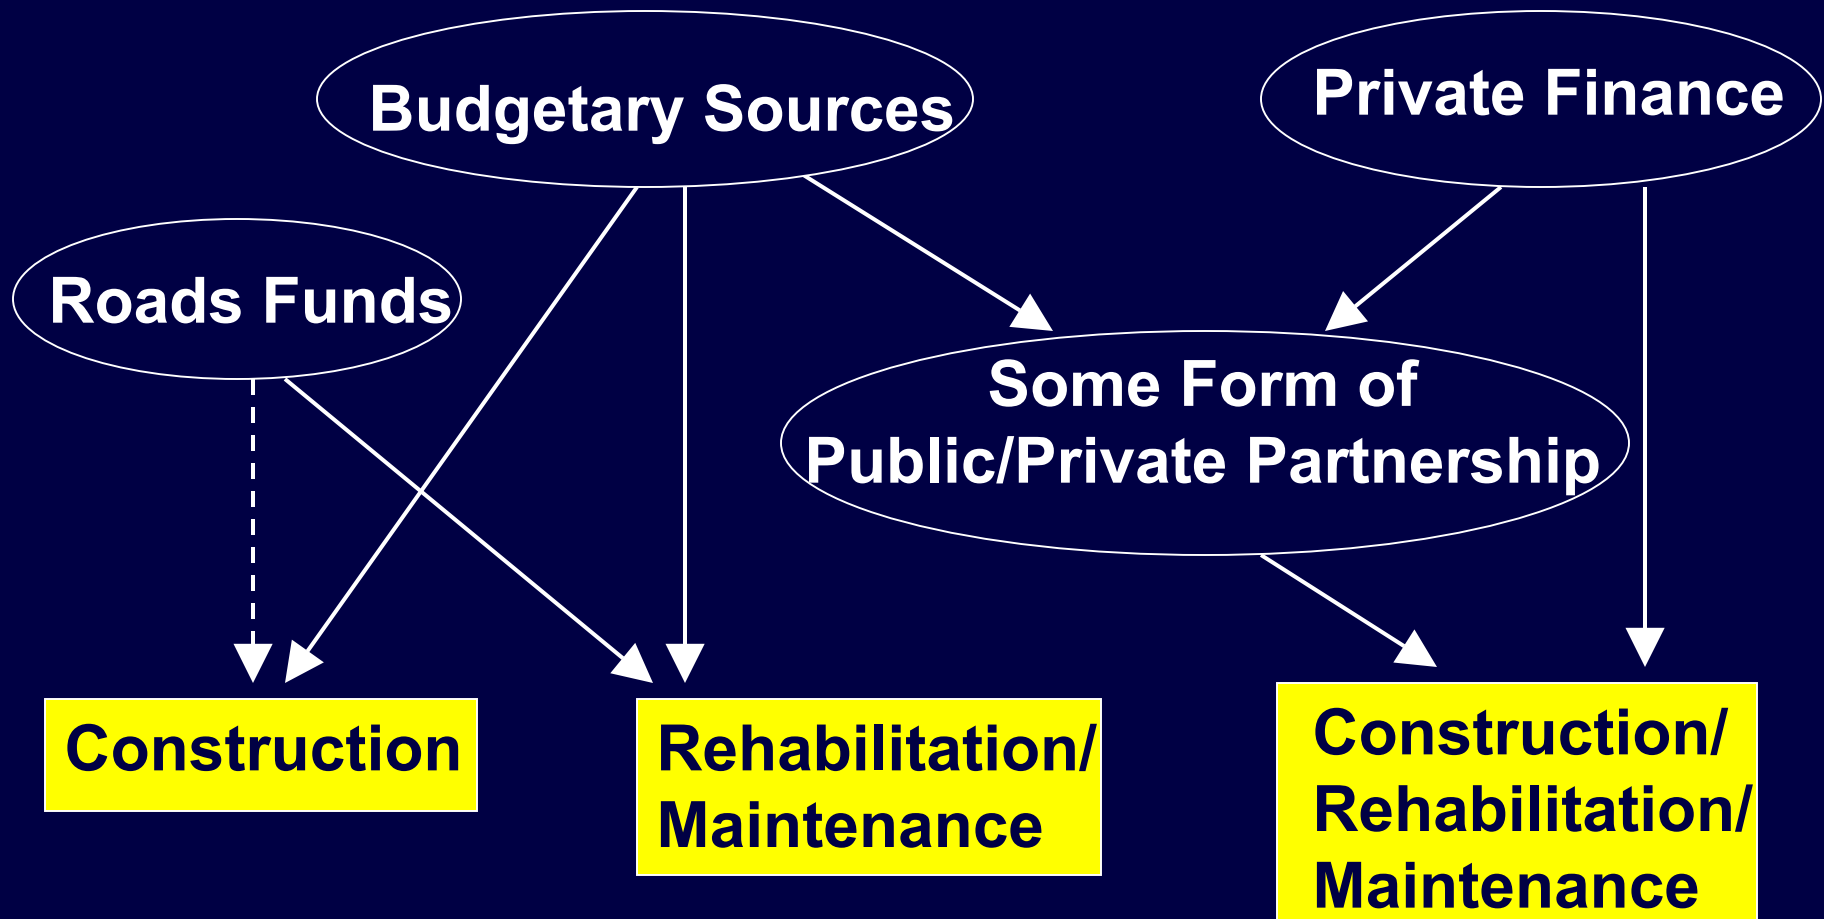 Budgetary Sources
Private Finance
Roads Funds
Some Form of
Public/Private Partnership
Construction
Rehabilitation/
Maintenance
Construction/
Rehabilitation/
Maintenance